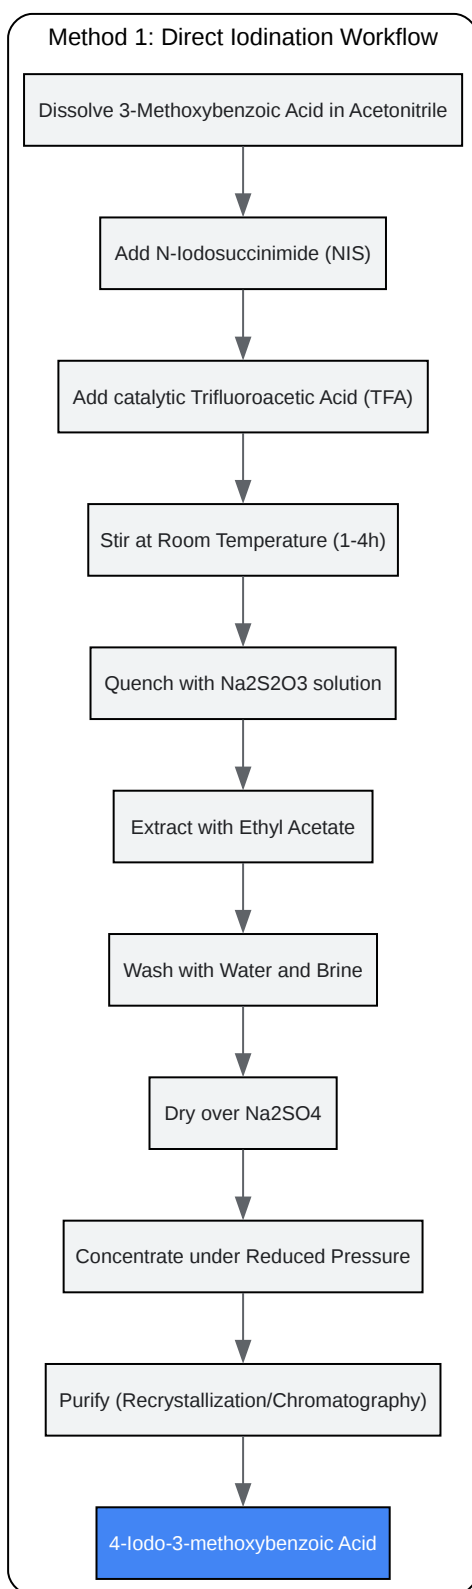 Method 1: Direct Iodination Workflow
Dissolve 3-Methoxybenzoic Acid in Acetonitrile
Add N-Iodosuccinimide (NIS)
Add catalytic Trifluoroacetic Acid (TFA)
Stir at Room Temperature (1-4h)
Quench with Na2S2O3 solution
Extract with Ethyl Acetate
Wash with Water and Brine
Dry over Na2SO4
Concentrate under Reduced Pressure
Purify (Recrystallization/Chromatography)
4-Iodo-3-methoxybenzoic Acid